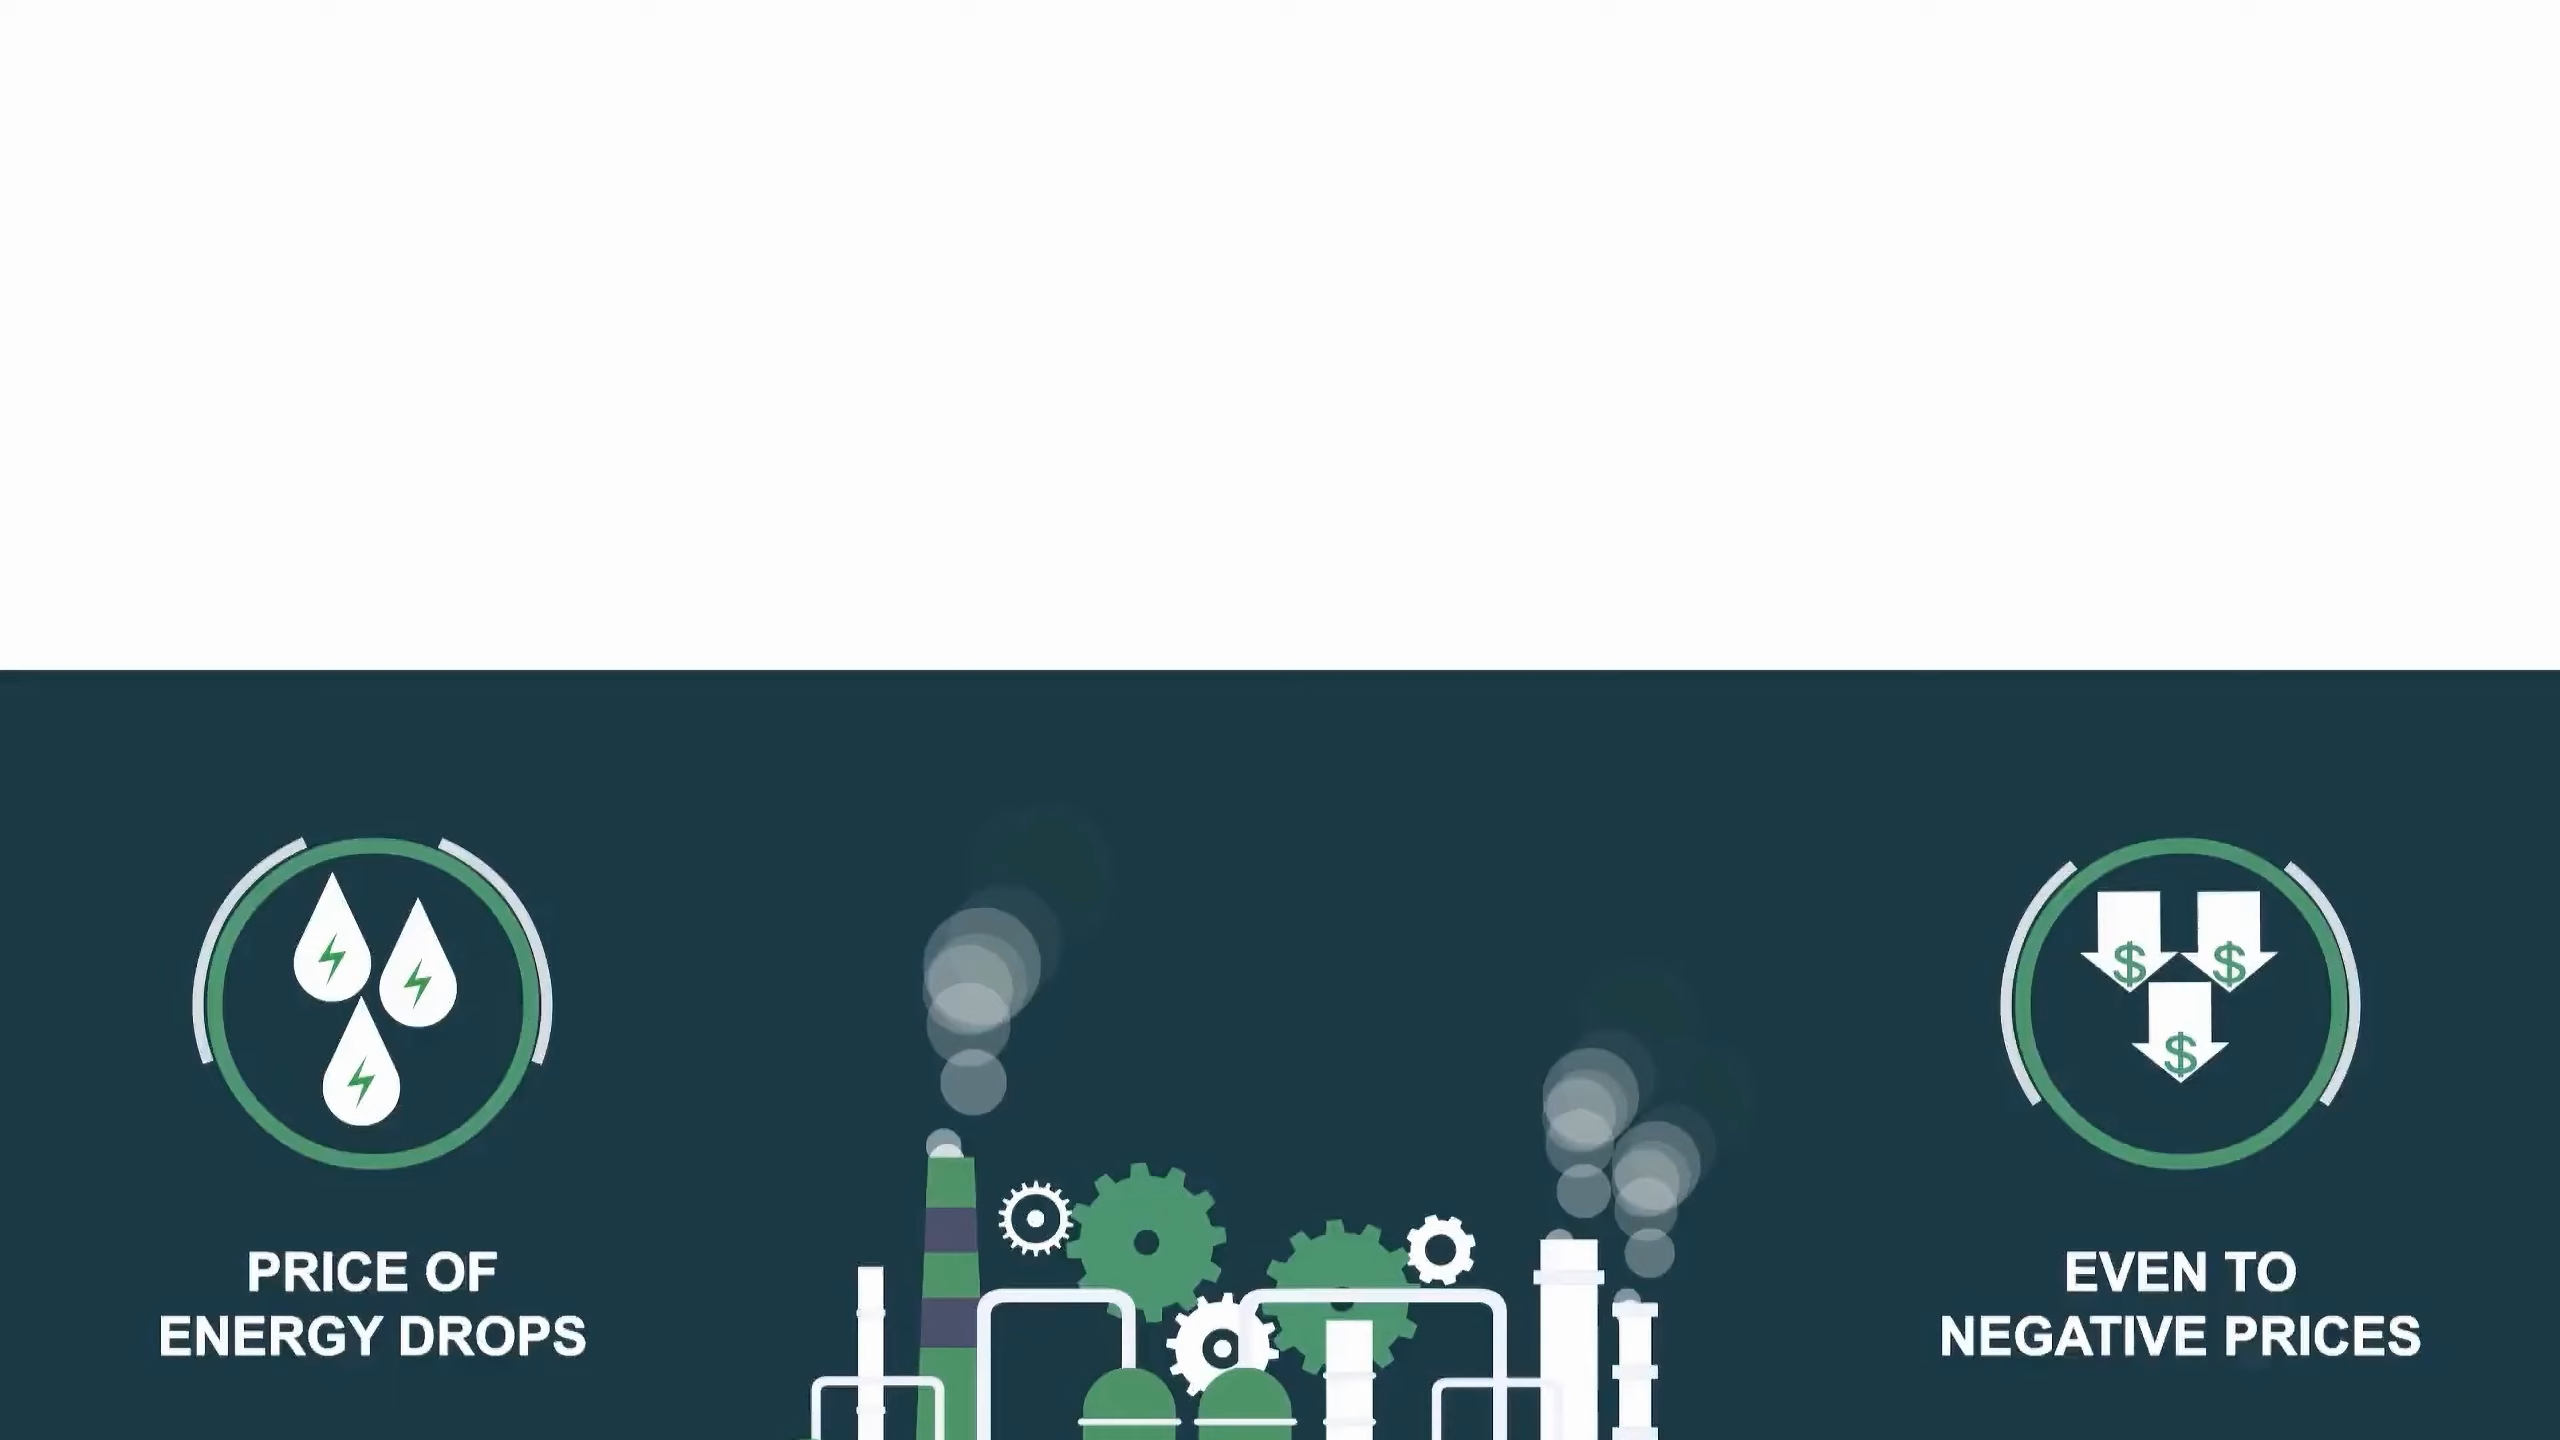 PRICE OF
ENERGY DROPS
$ $
$
EVEN TO
NEGATIVE PRICES